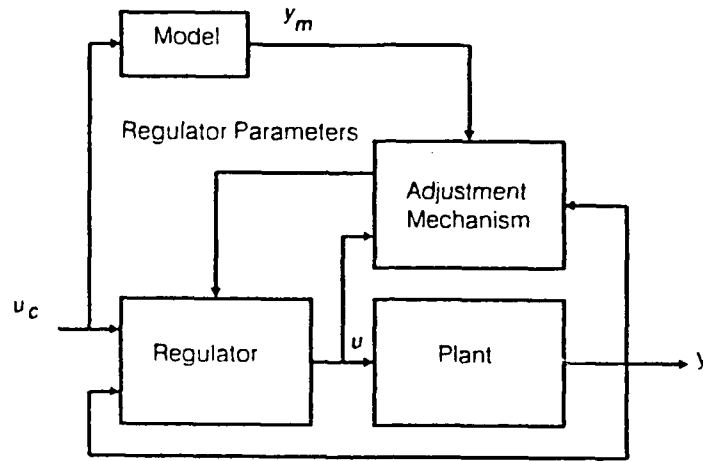 Model
y_m
Regulator Parameters
Adjustment
Mechanism
u_c
Regulator
u
Plant
y